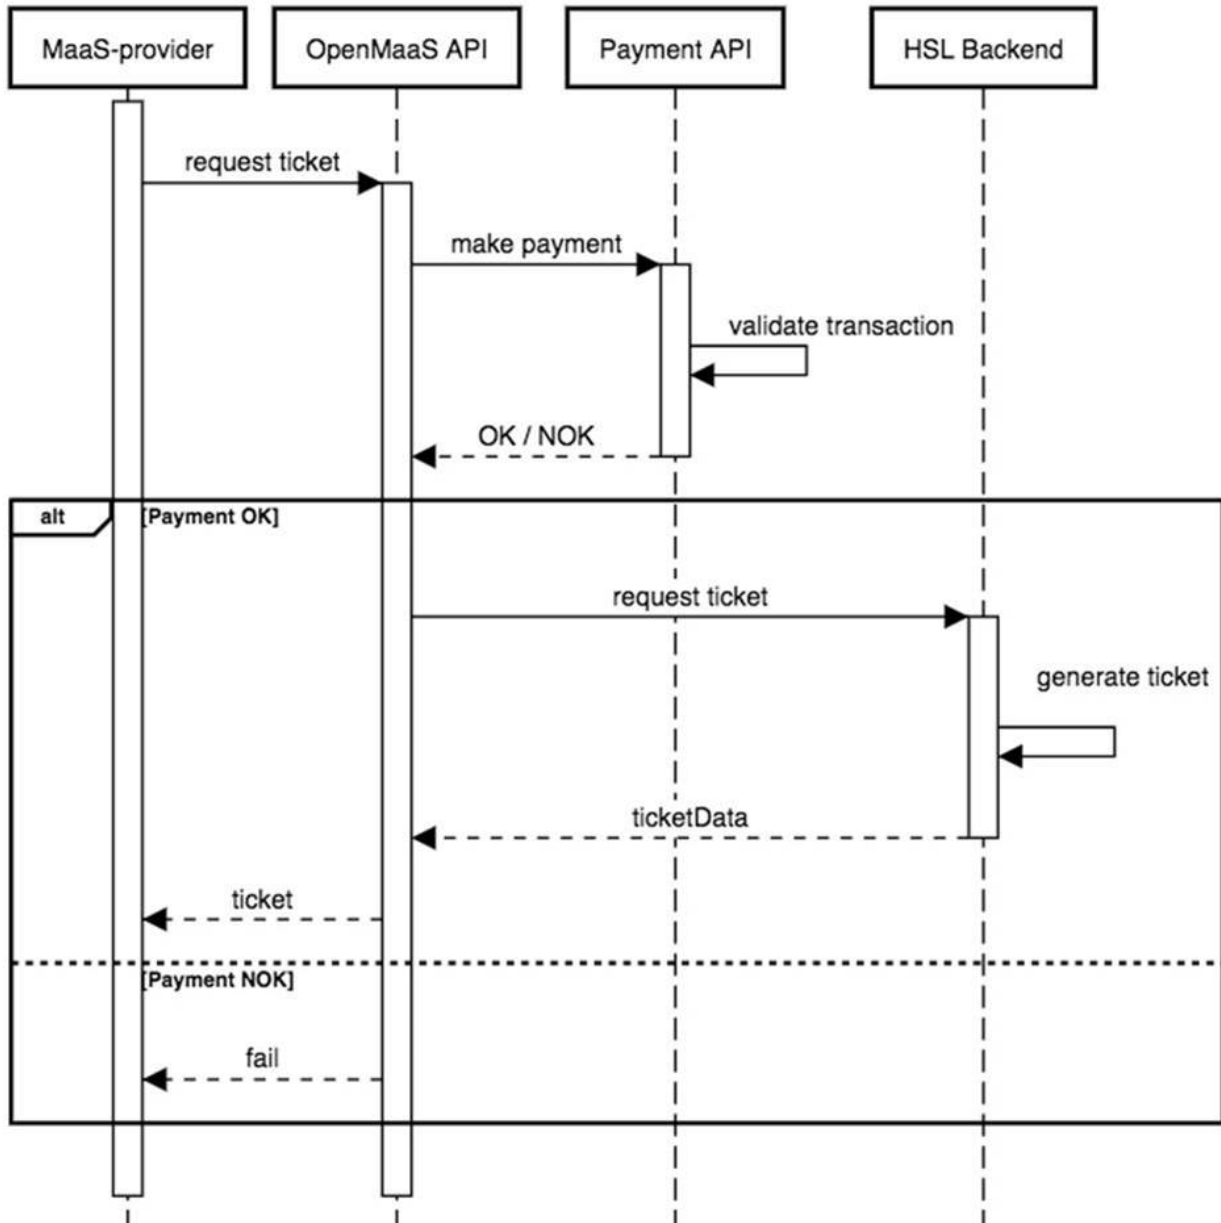 MaaS-provider
OpenMaaS API
Payment API
HSL Backend
request ticket
make payment
validate transaction
OK / NOK
alt
[Payment OK]
request ticket
generate ticket
ticketData
ticket
[Payment NOK]
fail